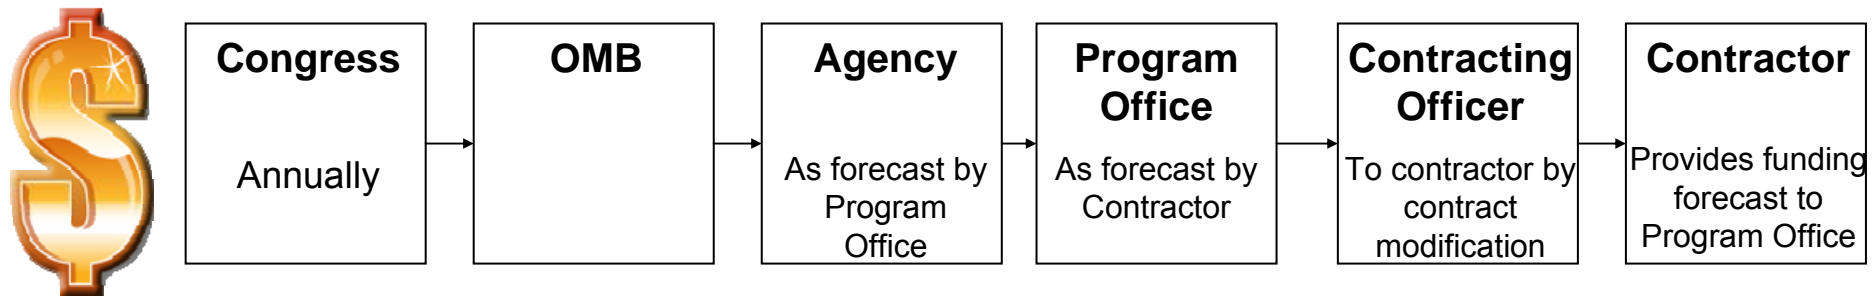 Congress
Annually
OMB
Agency
As forecast by
Program
Office
Program
Office
As forecast by
Contractor
Contracting
Officer
To contractor by
contract
modification
Contractor
Provides funding
forecast to
Program Office